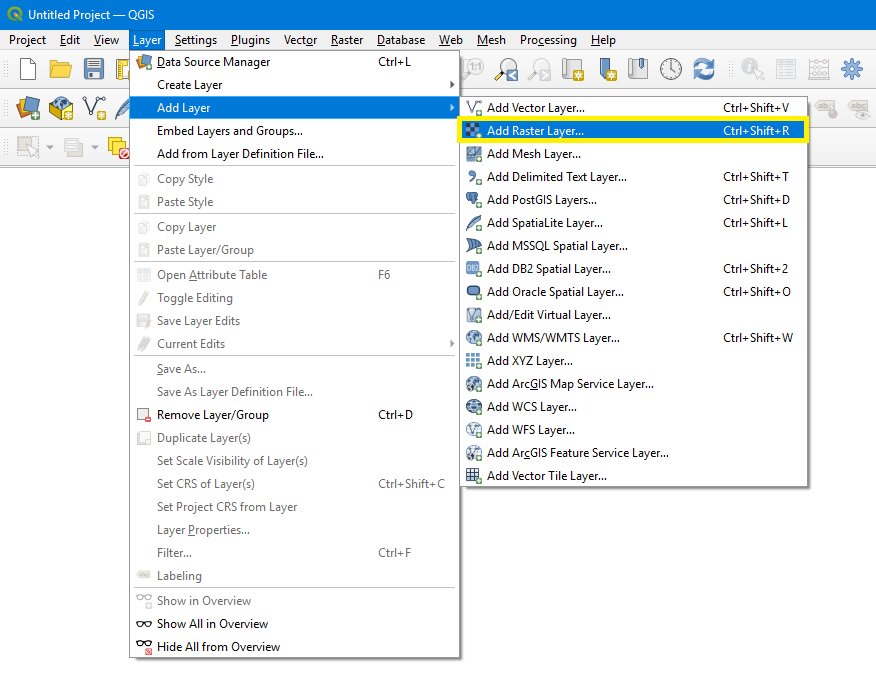 Untitled Project — QGIS
Project Edit View Layer Settings Plugins Vector Raster Database Web Mesh Processing Help
Data Source Manager Ctrl+L
Create Layer
Add Layer
Embed Layers and Groups...
Add from Layer Definition File...
Copy Style
Paste Style
Copy Layer
Paste Layer/Group
Open Attribute Table F6
Toggle Editing
Save Layer Edits
Current Edits
Save As...
Save As Layer Definition File...
Remove Layer/Group Ctrl+D
Duplicate Layer(s)
Set Scale Visibility of Layer(s)
Set CRS of Layer(s) Ctrl+Shift+C
Set Project CRS from Layer
Layer Properties...
Filter... Ctrl+F
abc Labeling
Show in Overview
Show All in Overview
Hide All from Overview
Add Vector Layer... Ctrl+Shift+V
Add Raster Layer... Ctrl+Shift+R
Add Mesh Layer...
Add Delimited Text Layer... Ctrl+Shift+T
Add PostGIS Layers... Ctrl+Shift+D
Add SpatiaLite Layer... Ctrl+Shift+L
Add MSSQL Spatial Layer...
DB2 Add DB2 Spatial Layer... Ctrl+Shift+2
Add Oracle Spatial Layer... Ctrl+Shift+O
Add/Edit Virtual Layer...
Add WMS/WMTS Layer... Ctrl+Shift+W
Add XYZ Layer...
Add ArcGIS Map Service Layer...
Add WCS Layer...
Add WFS Layer...
Add ArcGIS Feature Service Layer...
Add Vector Tile Layer...
1:1
ab
abc